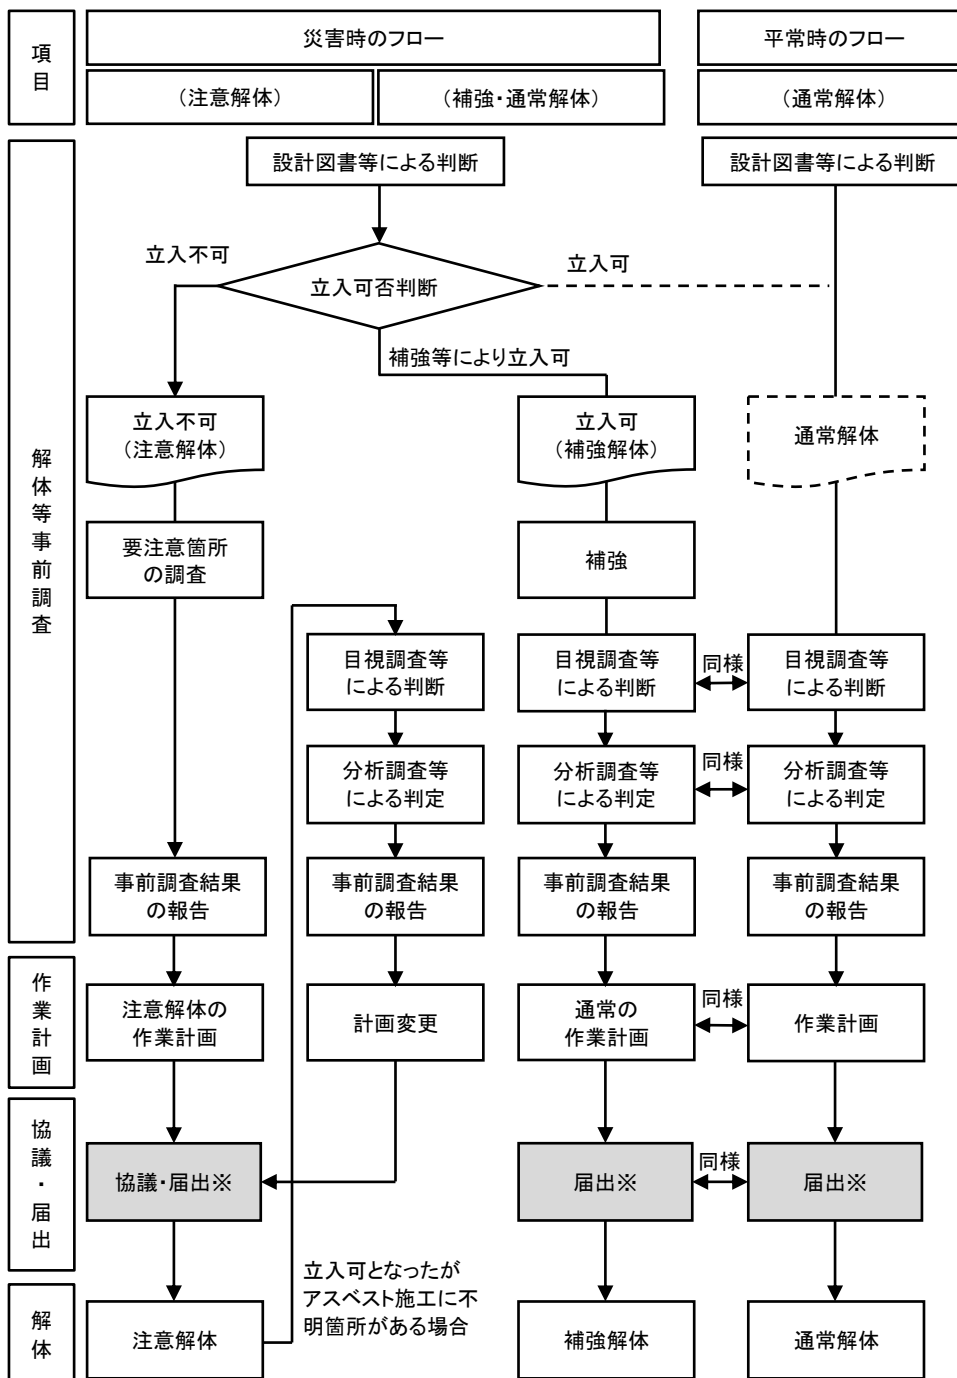 項目
災害時のフロー
平常時のフロー
（注意解体）
（補強・通常解体）
（通常解体）
解体等事前調査
設計図書等による判断
設計図書等による判断
立入不可
立入可否判断
立入可
補強等により立入可
立入不可
（注意解体）
立入可
（補強解体）
通常解体
要注意箇所
の調査
補強
目視調査等
による判断
目視調査等
による判断
同様
目視調査等
による判断
分析調査等
による判定
分析調査等
による判定
同様
分析調査等
による判定
事前調査結果
の報告
事前調査結果
の報告
事前調査結果
の報告
事前調査結果
の報告
作業計画
注意解体の
作業計画
計画変更
通常の
作業計画
同様
作業計画
協議・届出
協議・届出※
届出※
同様
届出※
解体
注意解体
立入可となったが
アスベスト施工に不
明箇所がある場合
補強解体
通常解体